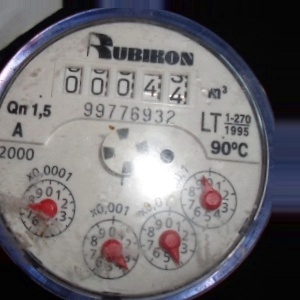 RUBIKON
00044 м³
Qn 1,5
99776932
LT 1-270
1995
A
90°C
2000
x0,0001
x0,001
x0,01